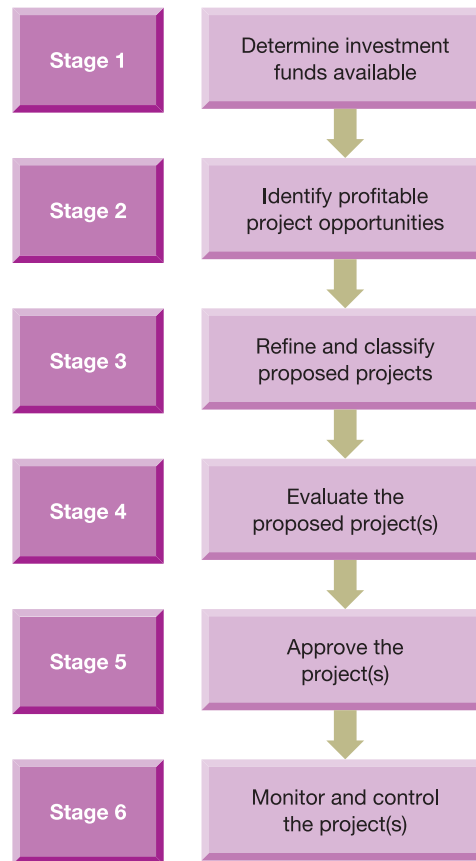 Stage 1
Determine investment
funds available
Stage 2
Identify profitable
project opportunities
Stage 3
Refine and classify
proposed projects
Stage 4
Evaluate the
proposed project(s)
Stage 5
Approve the
project(s)
Stage 6
Monitor and control
the project(s)